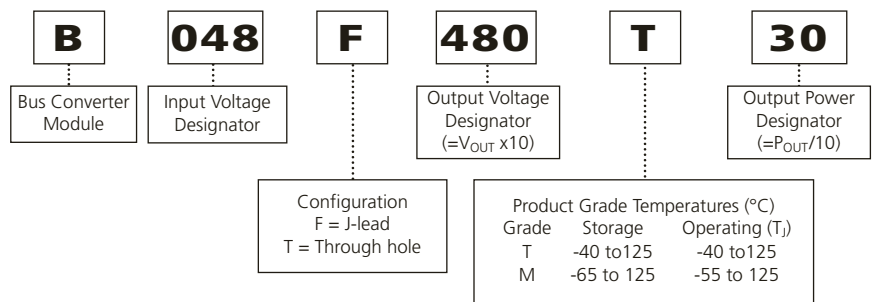 B 048 F 480 T 30
Bus Converter
Module
Input Voltage
Designator
Output Voltage
Designator
(=VOUT x10)
Output Power
Designator
(=POUT/10)
Configuration
F = J-lead
T = Through hole
Product Grade Temperatures (°C)
Grade Storage Operating (TJ)
T -40 to125 -40 to125
M -65 to 125 -55 to 125